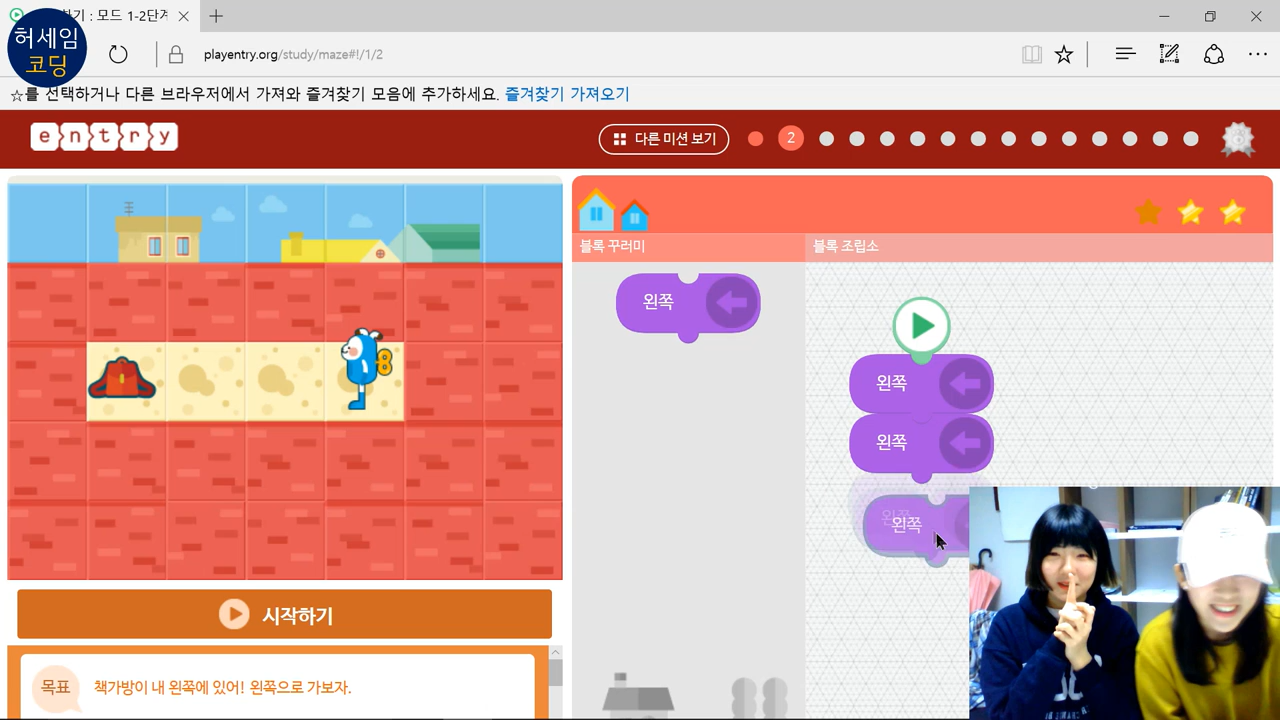 하기 : 모드 1-2단계
허세임
코딩
playentry.org/study/maze#!/1/2
☆를 선택하거나 다른 브라우저에서 가져와 즐겨찾기 모음에 추가하세요. 즐겨찾기 가져오기
entry
다른 미션 보기
2
블록 꾸러미
블록 조립소
왼쪽
왼쪽
왼쪽
왼쪽
시작하기
목표
책가방이 내 왼쪽에 있어! 왼쪽으로 가보자.